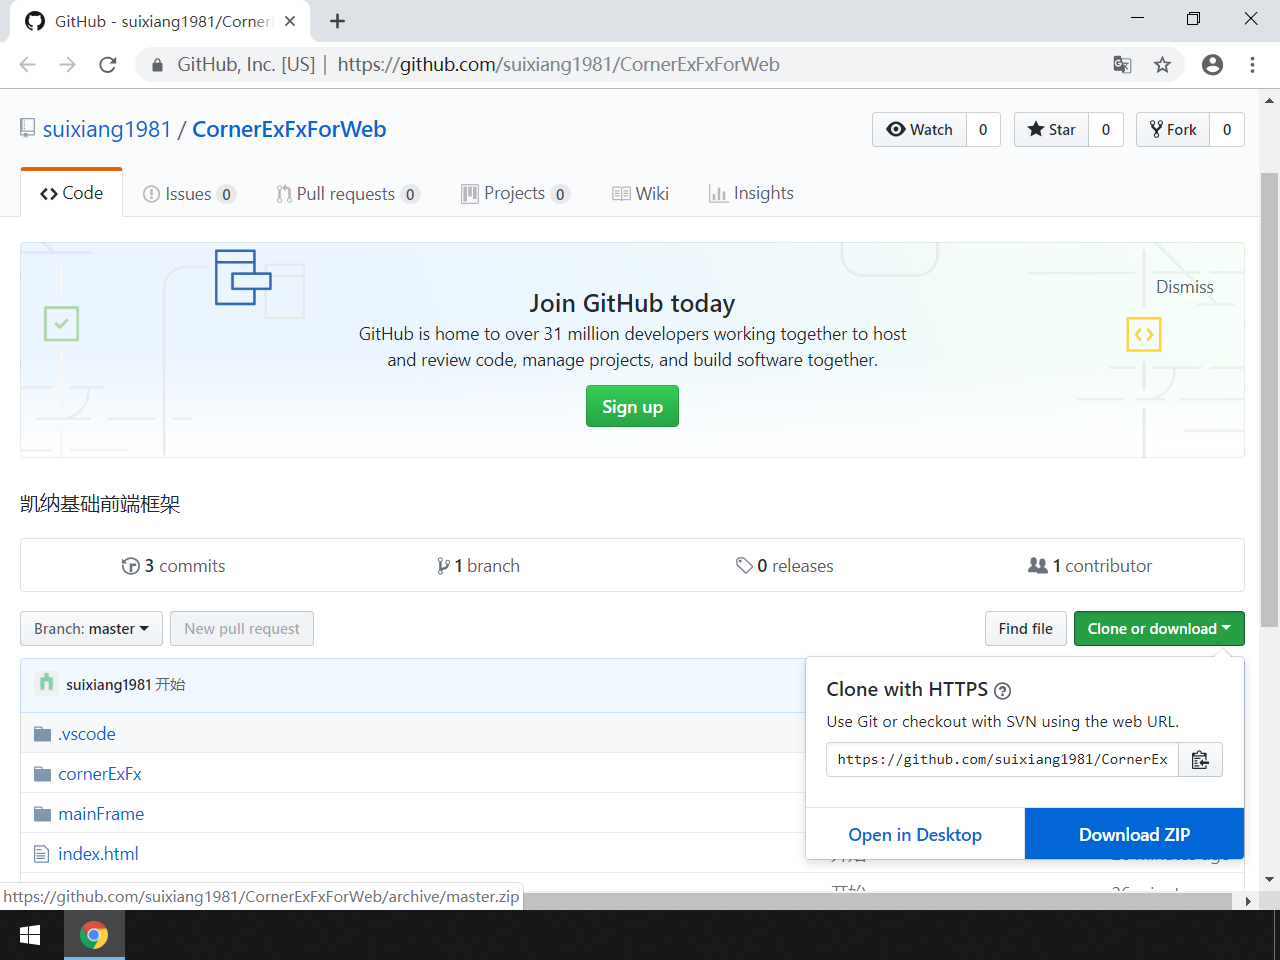 GitHub - suixiang1981/Corner
GitHub, Inc. [US] | https://github.com/suixiang1981/CornerExFxForWeb
suixiang1981 / CornerExFxForWeb
Watch 0
Star 0
Fork 0
Code
Issues 0
Pull requests 0
Projects 0
Wiki
Insights
Dismiss
Join GitHub today
GitHub is home to over 31 million developers working together to host
and review code, manage projects, and build software together.
Sign up
凯纳基础前端框架
3 commits
1 branch
0 releases
1 contributor
Branch: master
New pull request
Find file
Clone or download
suixiang1981 开始
Clone with HTTPS
Use Git or checkout with SVN using the web URL.
https://github.com/suixiang1981/CornerEx
Open in Desktop
Download ZIP
.vscode
cornerExFx
mainFrame
index.html
https://github.com/suixiang1981/CornerExFxForWeb/archive/master.zip